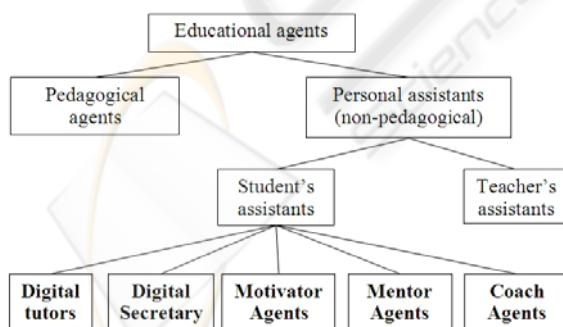 Educational agents
Pedagogical
agents
Personal assistants
(non-pedagogical)
Student's
assistants
Teacher's
assistants
Digital
tutors
Digital
Secretary
Motivator
Agents
Mentor
Agents
Coach
Agents